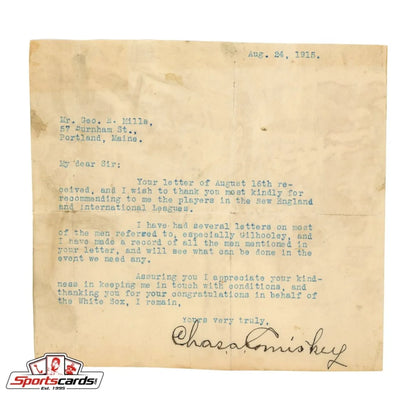 Aug. 24, 1915.
Mr. Geo. E. Mills,
57 Burnham St.,
Portland, Maine.
My dear Sir:
Your letter of August 16th re-
ceived, and I wish to thank you most kindly for
recommending to me the players in the New England
and International Leagues.
I have had several letters on most
of the men referred to, especially Gilhooley, and
I have made a record of all the men mentioned in
your letter, and will see what can be done in the
event we need any.
Assuring you I appreciate your kind-
ness in keeping me in touch with conditions, and
thanking you for your congratulations in behalf of
the White Sox, I remain,
Yours very truly,
Chas A Comiskey
Sportscards.com
Est. 1995